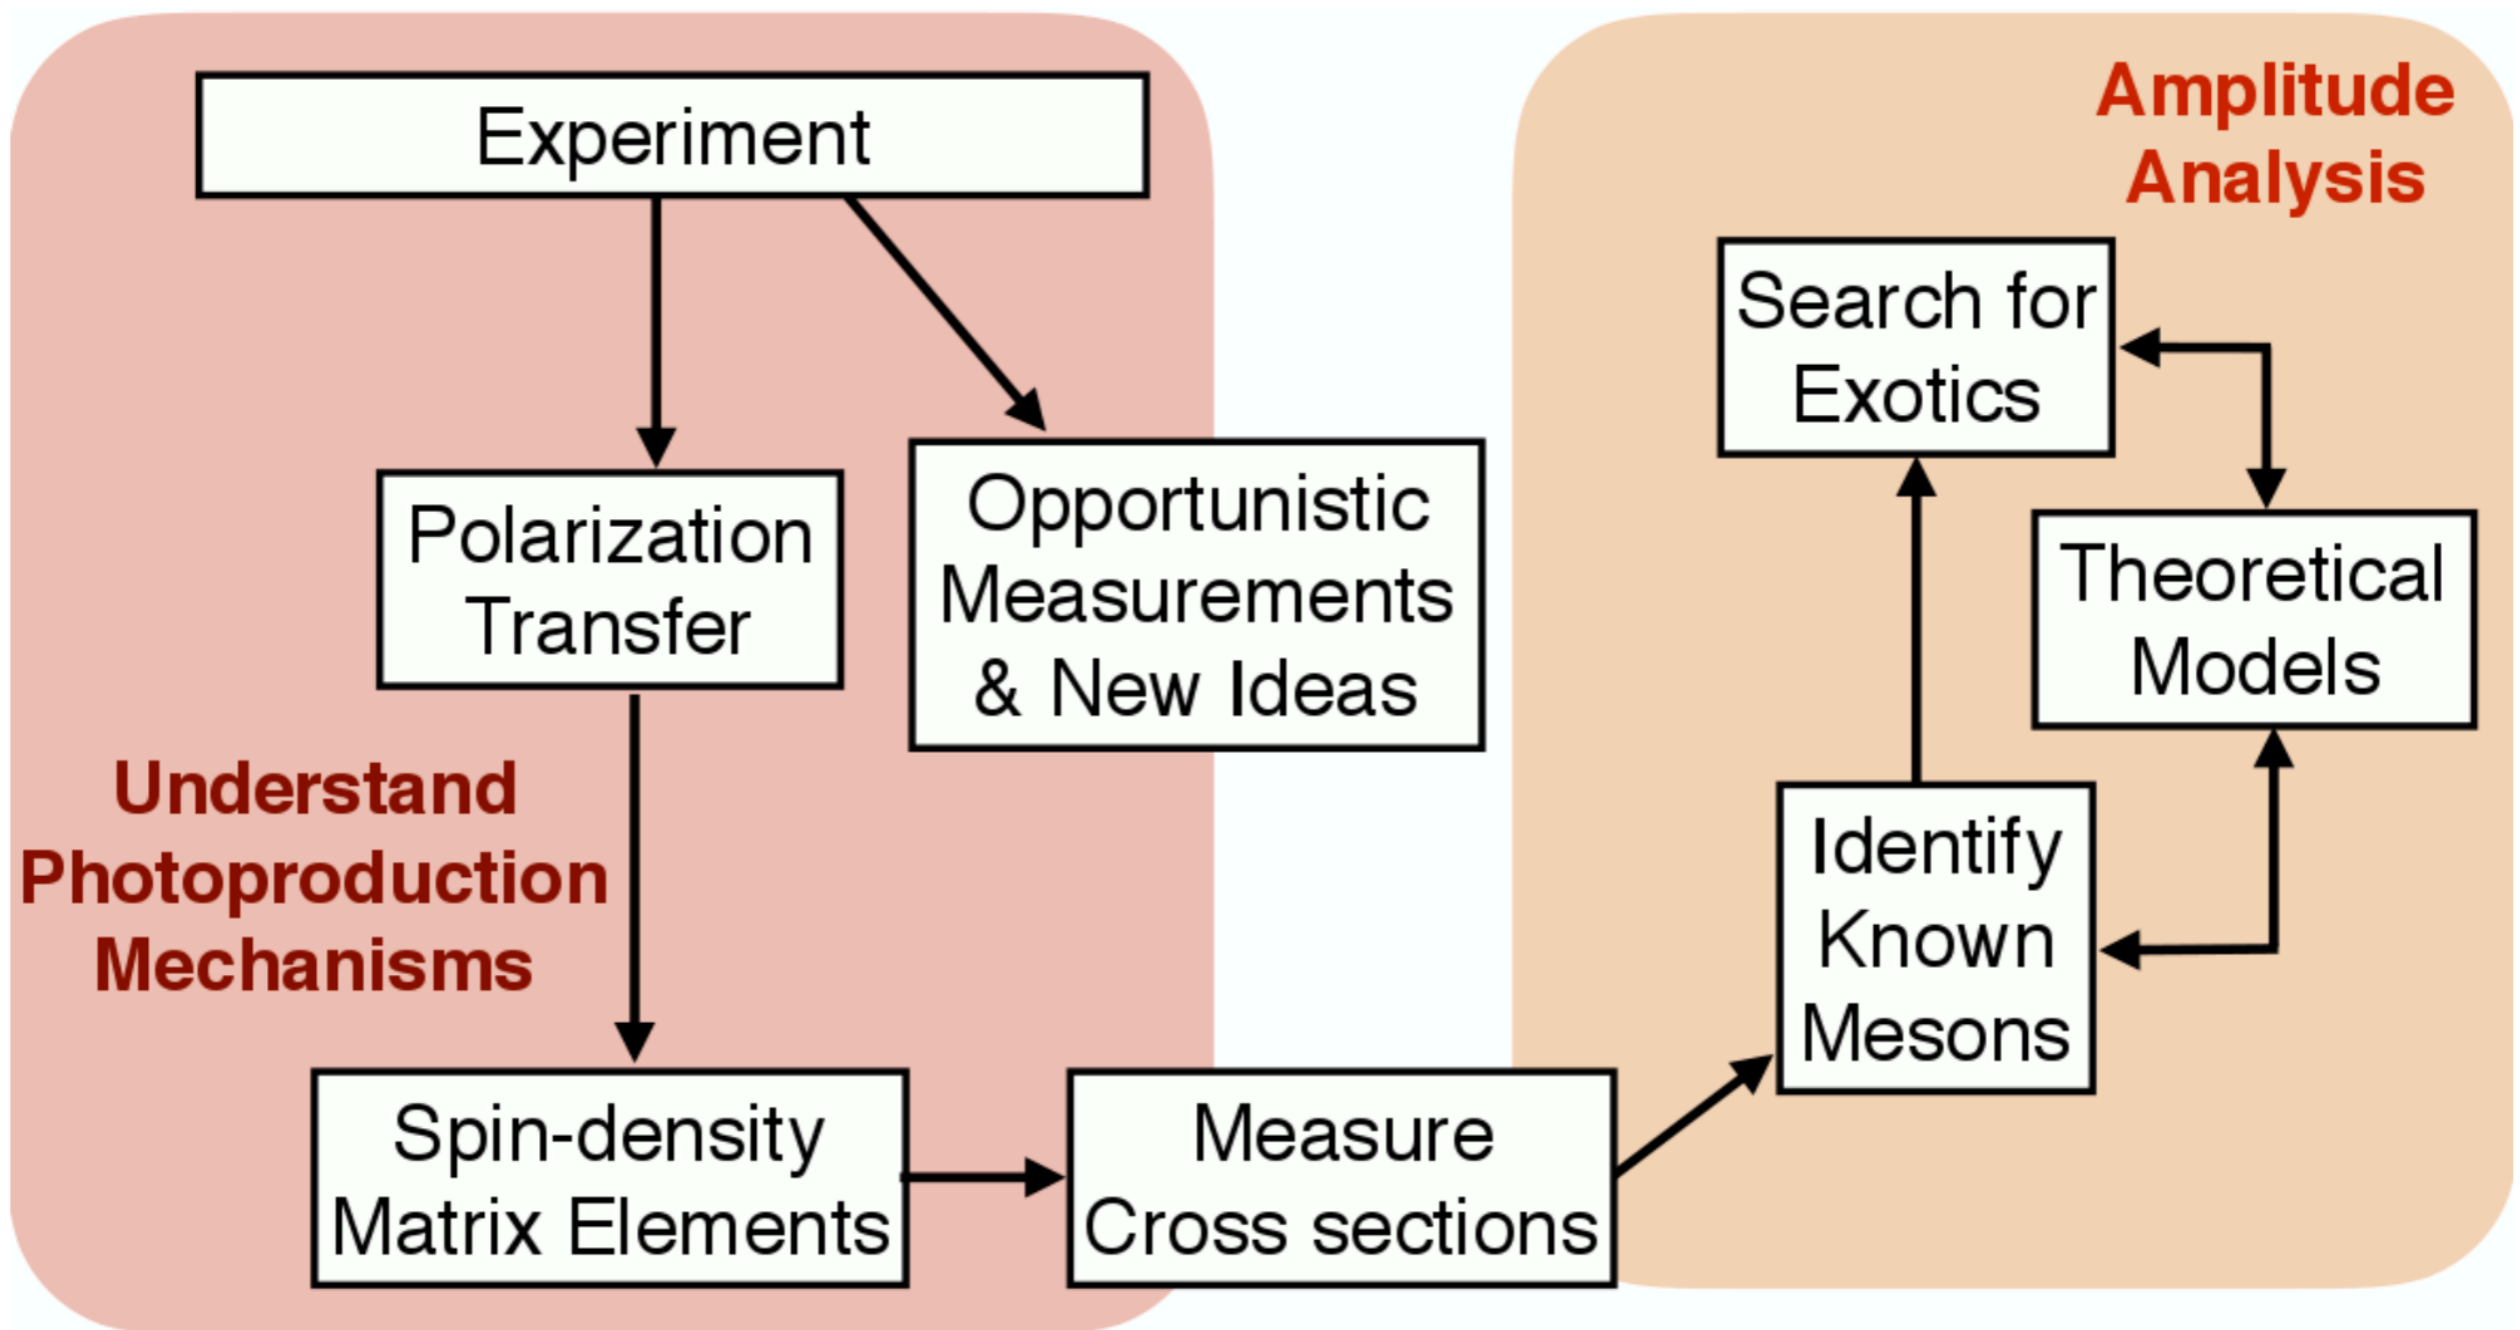 Experiment
Polarization
Transfer
Opportunistic
Measurements
& New Ideas
Understand
Photoproduction
Mechanisms
Spin-density
Matrix Elements
Measure
Cross sections
Amplitude
Analysis
Search for
Exotics
Theoretical
Models
Identify
Known
Mesons